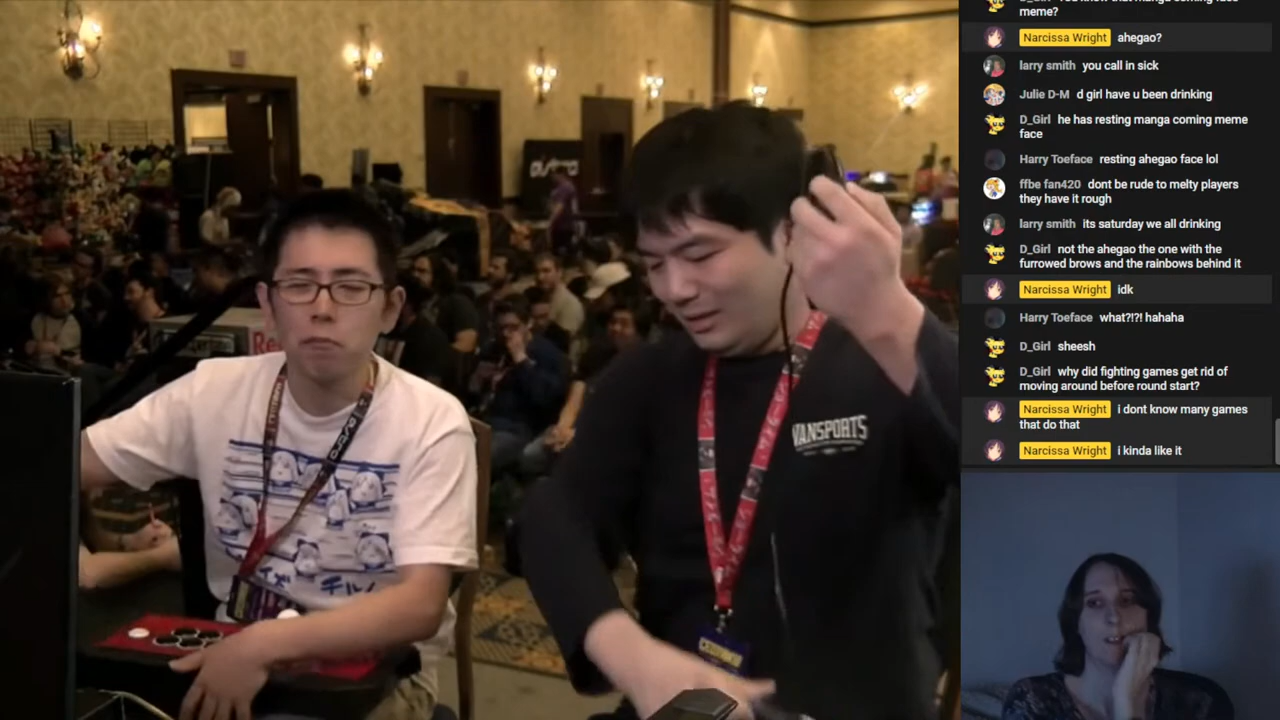 meme?
Narcissa Wright ahegao?
larry smith you call in sick
Julie D-M d girl have u been drinking
D_Girl he has resting manga coming meme
face
Harry Toeface resting ahegao face lol
ffbe fan420 dont be rude to melty players
they have it rough
larry smith its saturday we all drinking
D_Girl not the ahegao the one with the
furrowed brows and the rainbows behind it
Narcissa Wright idk
Harry Toeface what?!?! hahaha
D_Girl sheesh
D_Girl why did fighting games get rid of
moving around before round start?
Narcissa Wright i dont know many games
that do that
Narcissa Wright i kinda like it
VANSPORTS
チルノ